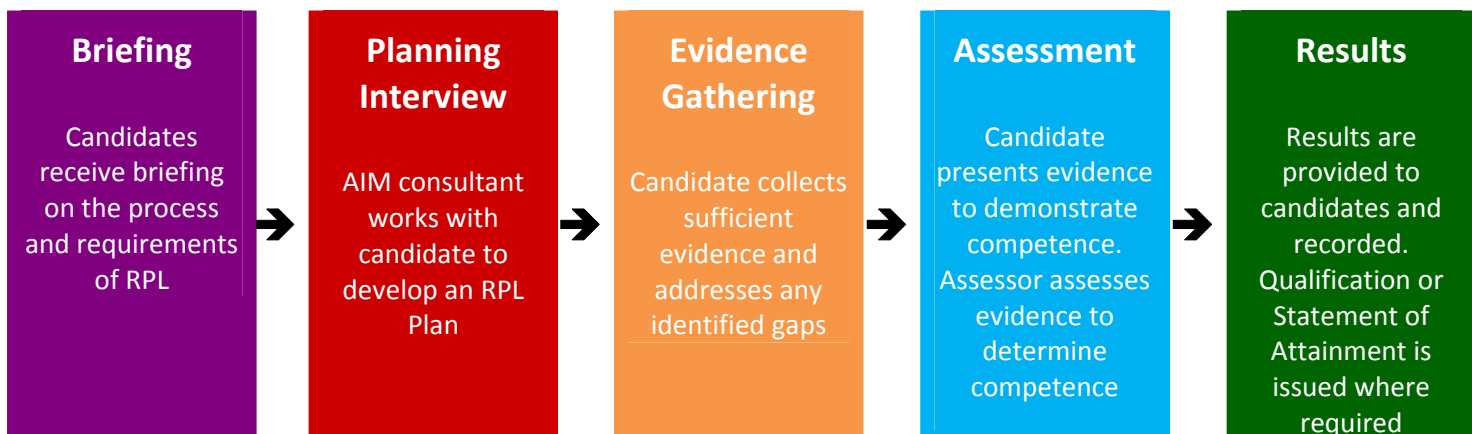 Briefing
Candidates
receive briefing
on the process
and requirements
of RPL
Planning
Interview
AIM consultant
works with
candidate to
develop an RPL
Plan
Evidence
Gathering
Candidate collects
sufficient
evidence and
addresses any
identified gaps
Assessment
Candidate
presents evidence
to demonstrate
competence.
Assessor assesses
evidence to
determine
competence
Results
Results are
provided to
candidates and
recorded.
Qualification or
Statement of
Attainment is
issued where
required